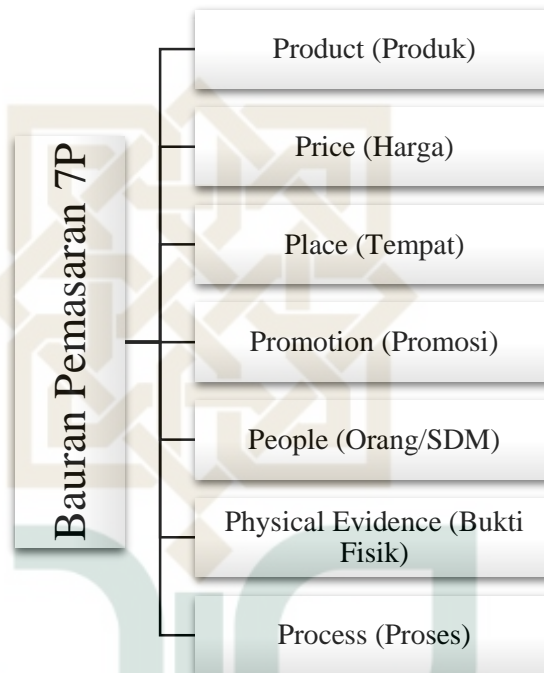 Bauran Pemasaran 7P
Product (Produk)
Price (Harga)
Place (Tempat)
Promotion (Promosi)
People (Orang/SDM)
Physical Evidence (Bukti
Fisik)
Process (Proses)